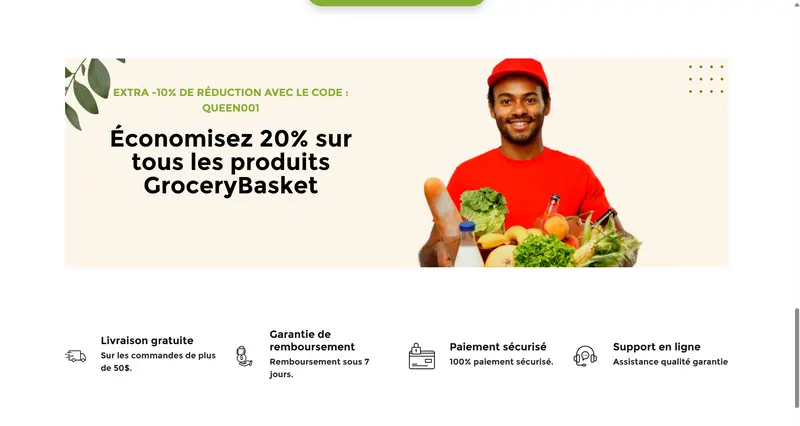 EXTRA -10% DE RÉDUCTION AVEC LE CODE :
QUEEN001
Économisez 20% sur
tous les produits
GroceryBasket
Livraison gratuite
Sur les commandes de plus
de 50$.
Garantie de
remboursement
Remboursement sous 7
jours.
Paiement sécurisé
100% paiement sécurisé.
Support en ligne
Assistance qualité garantie